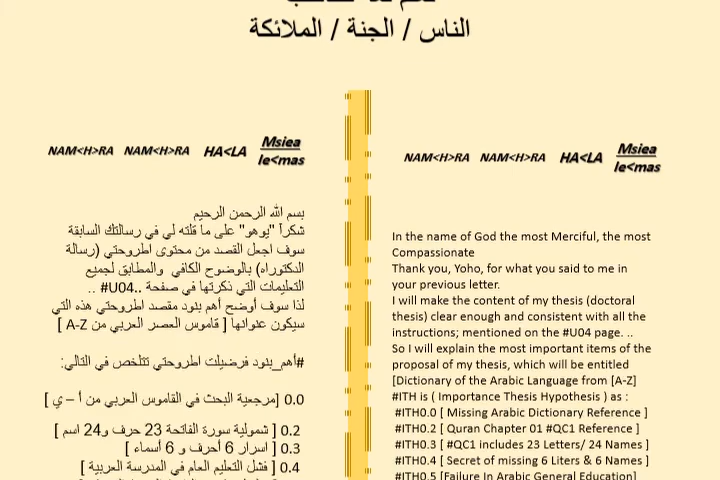 الناس / الجنة / الملائكة
NAM<H>RA NAM<H>RA HA<LA Msiea le<mas
بسم الله الرحمن الرحيم
شكراً "يوهو" على ما قلته لي في رسالتك السابقة
سوف اجعل القصد من محتوى اطروحتي (رسالة
الدكتوراه) بالوضوح الكافي والمطابق لجميع
التعليمات التي ذكرتها في صفحة ..U04# ..
لذا سوف أوضح أهم بنود مقصد اطروحتي هذه التي
سيكون عنوانها [ قاموس العصر العربي من A-Z ]
#أهم_بنود فرضيلت اطروحتي تتلخص في التالي:
0.0 [مرجعية البحث في القاموس العربي من أ – ي ]
0.2 [ شمولية سورة الفاتحة 23 حرف و24 اسم ]
0.3 [ اسرار 6 أحرف و 6 أسماء ]
0.4 [ فشل التعليم العام في المدرسة العربية ]
NAM<H>RA NAM<H>RA HA<LA Msiea le<mas
In the name of God the most Merciful, the most
Compassionate
Thank you, Yoho, for what you said to me in
your previous letter.
I will make the content of my thesis (doctoral
thesis) clear enough and consistent with all the
instructions; mentioned on the #U04 page. ..
So I will explain the most important items of the
proposal of my thesis, which will be entitled
[Dictionary of the Arabic Language from [A-Z]
#ITH is ( Importance Thesis Hypothesis ) as :
#ITH0.0 [ Missing Arabic Dictionary Reference ]
#ITH0.2 [ Quran Chapter 01 #QC1 Reference ]
#ITH0.3 [ #QC1 includes 23 Letters/ 24 Names ]
#ITH0.4 [ Secret of missing 6 Liters & 6 Names ]
#ITH0.5 [Failure In Arabic General Education]